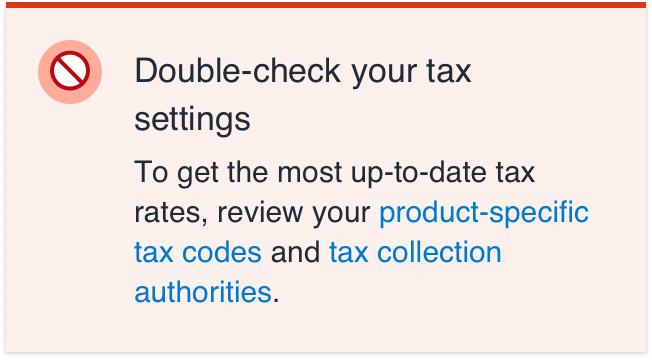 Double-check your tax
settings
To get the most up-to-date tax
rates, review your product-specific
tax codes and tax collection
authorities.